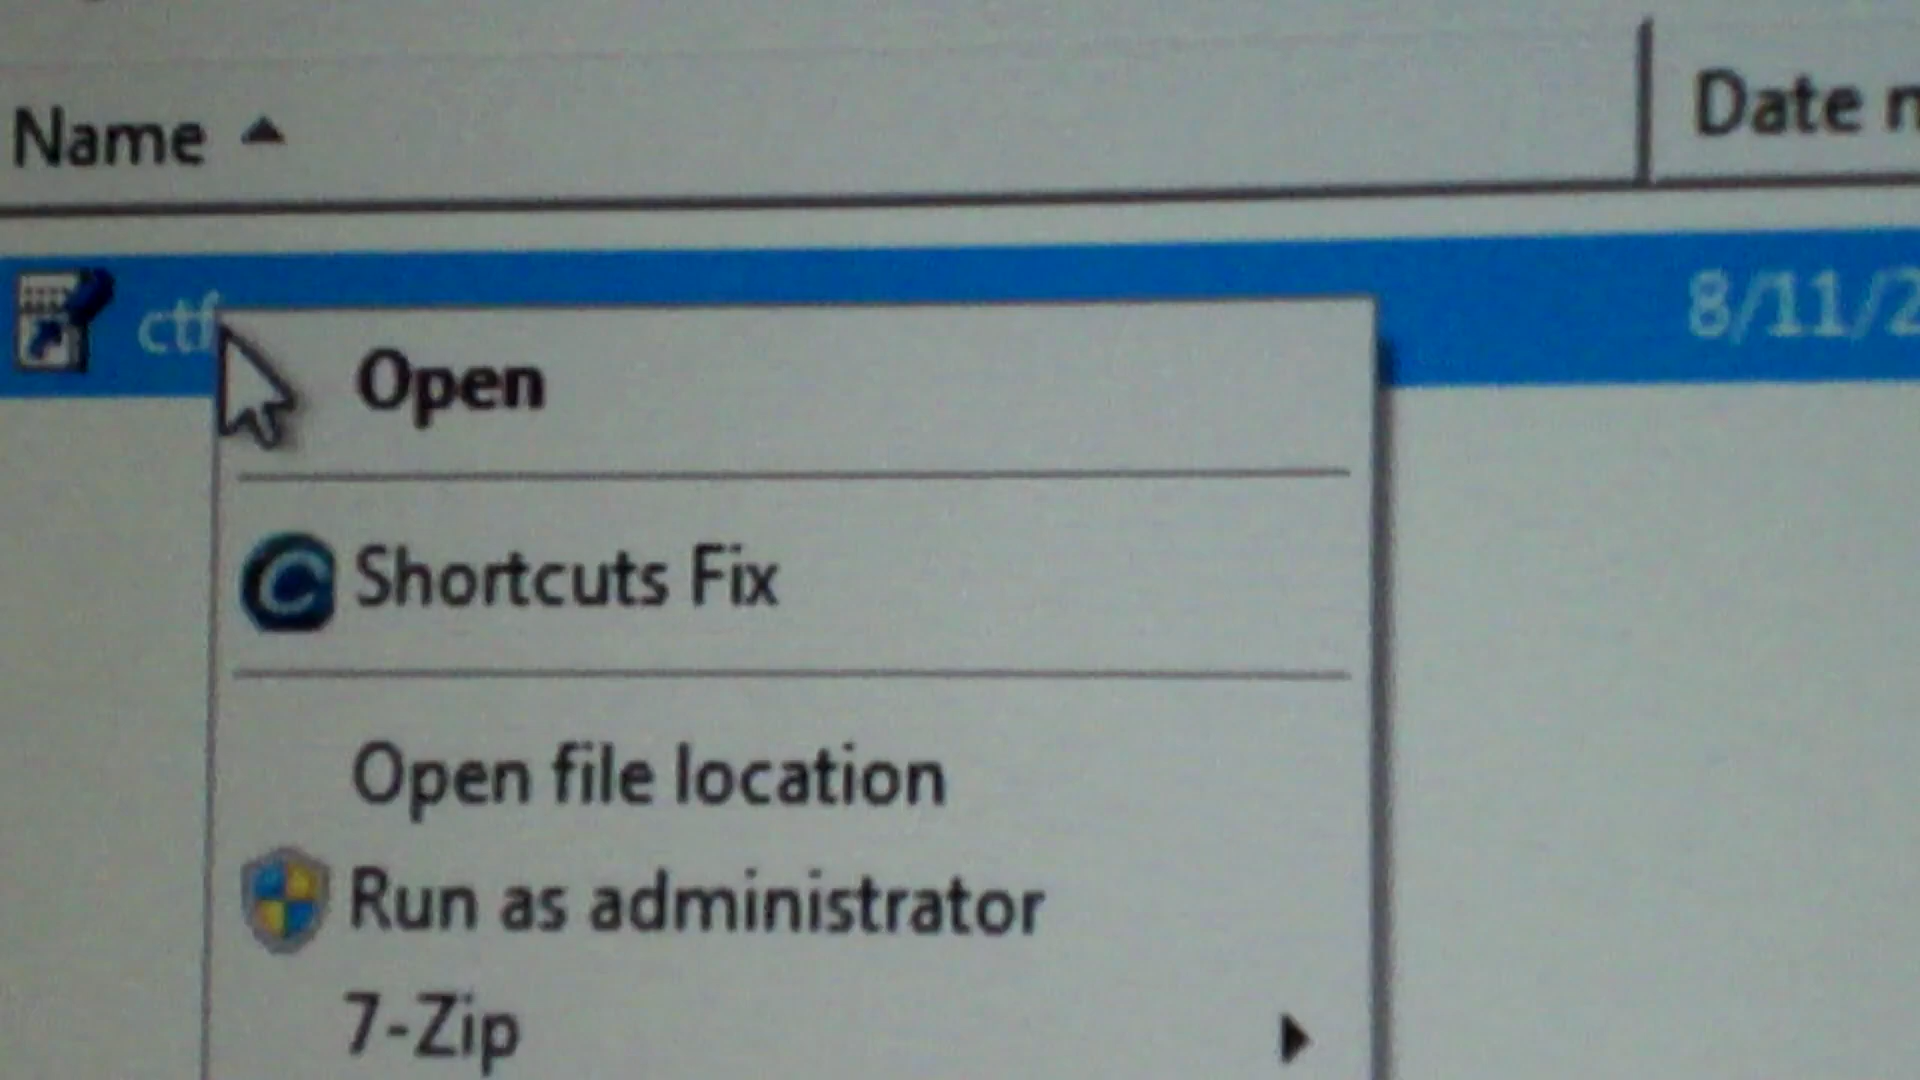 Name
Date
ctf
8/11/2
Open
Shortcuts Fix
Open file location
Run as administrator
7-Zip